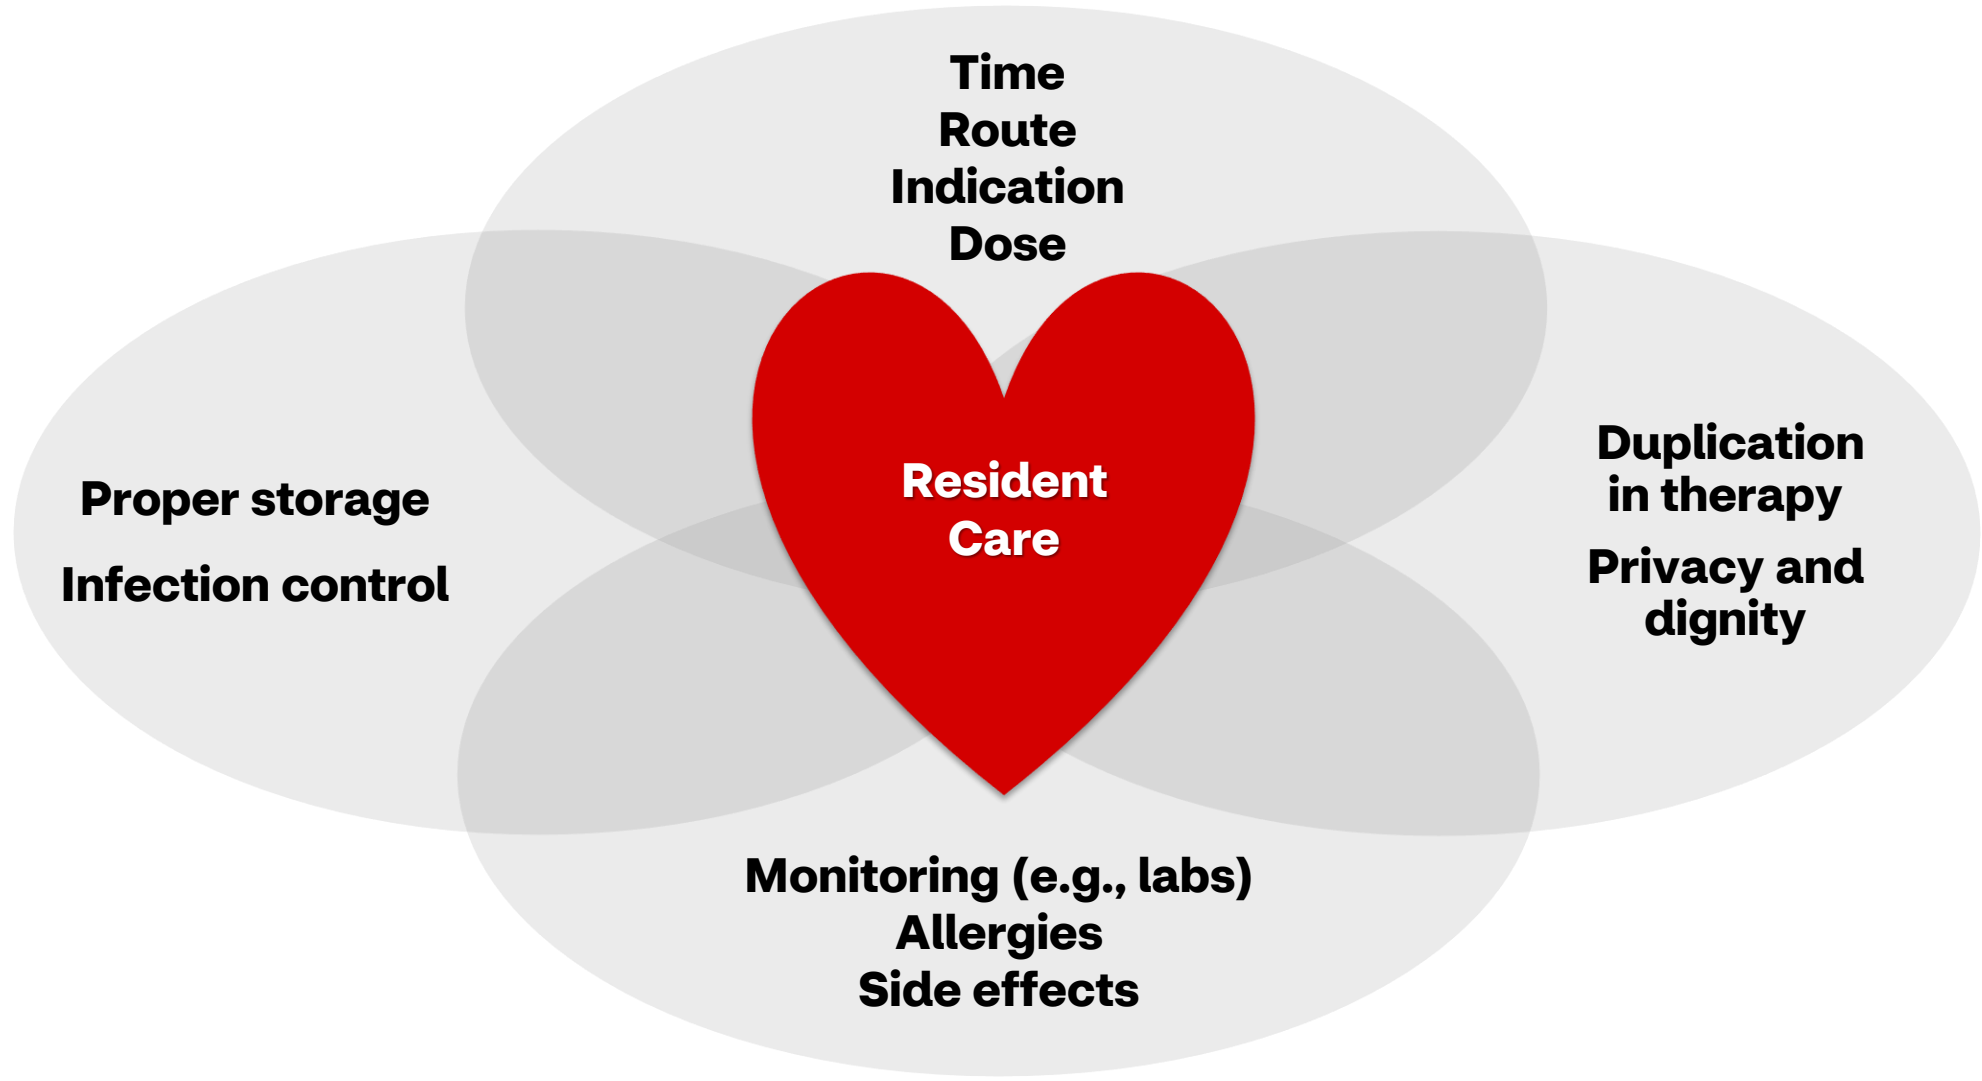 Time
Route
Indication
Dose
Proper storage
Infection control
Resident
Care
Duplication
in therapy
Privacy and
dignity
Monitoring (e.g., labs)
Allergies
Side effects